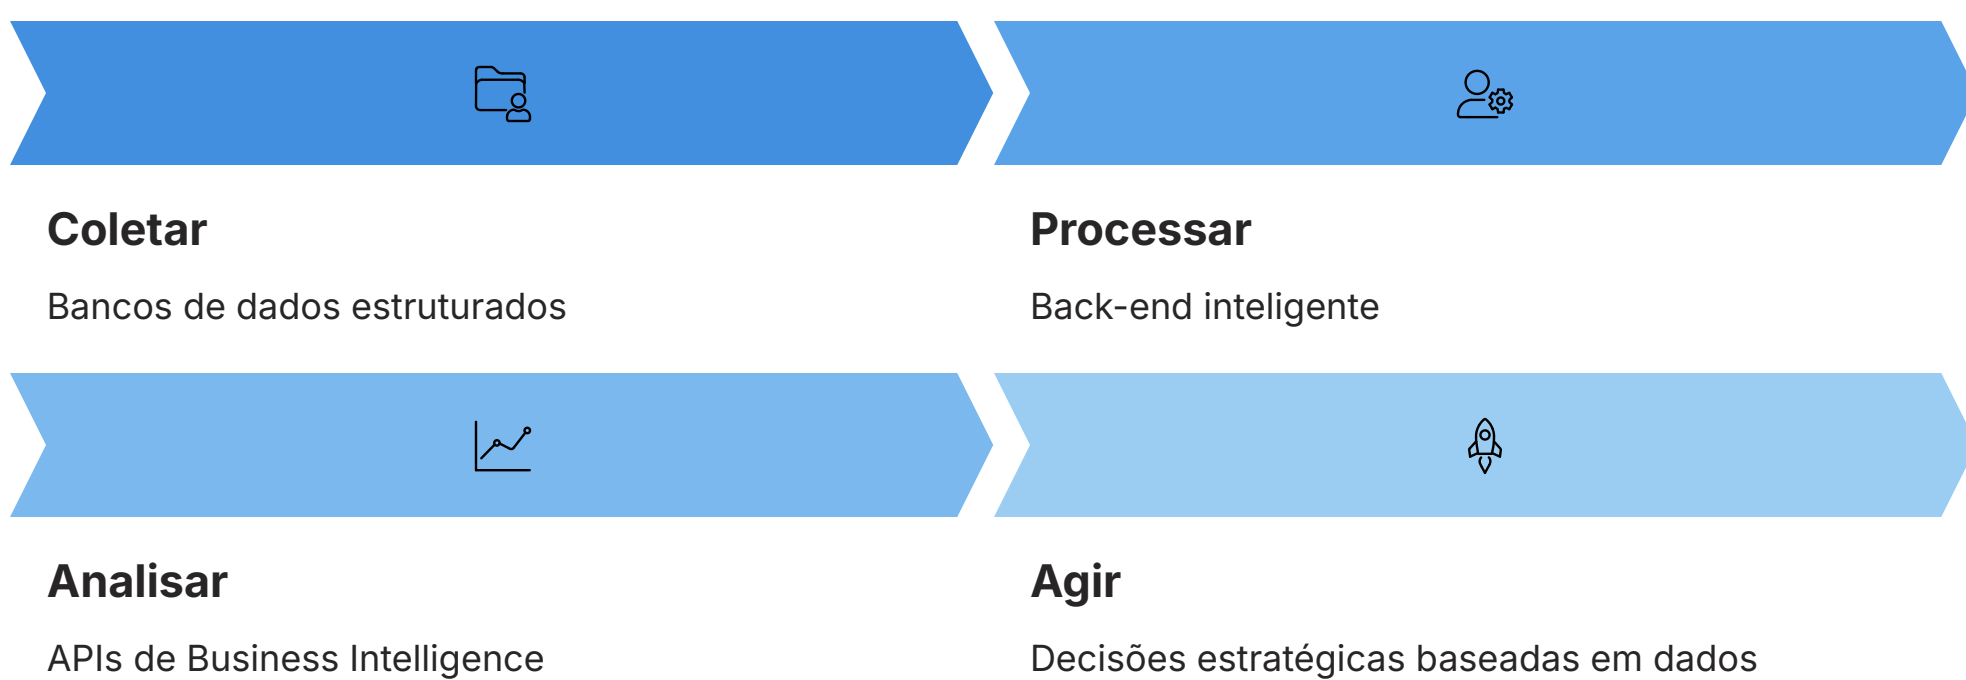 Coletar
Bancos de dados estruturados
Processar
Back-end inteligente
Analisar
APIs de Business Intelligence
Agir
Decisões estratégicas baseadas em dados